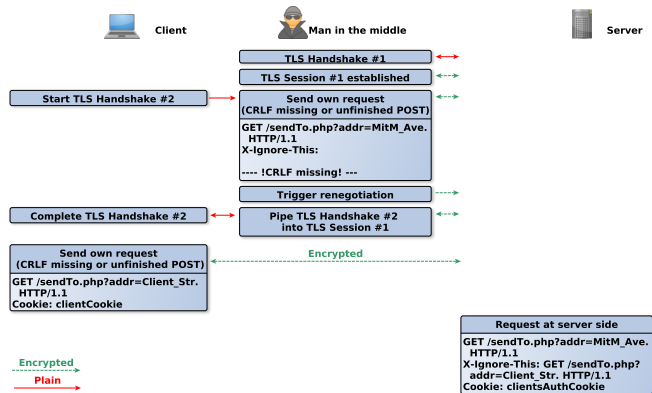 Client
Man in the middle
Server
TLS Handshake #1
TLS Session #1 established
Start TLS Handshake #2
Send own request
(CRLF missing or unfinished POST)
GET /sendTo.php?addr=MitM_Ave.
HTTP/1.1
X-Ignore-This:
---- !CRLF missing! ---
Trigger renegotiation
Complete TLS Handshake #2
Pipe TLS Handshake #2
into TLS Session #1
Send own request
(CRLF missing or unfinished POST)
GET /sendTo.php?addr=Client_Str.
HTTP/1.1
Cookie: clientCookie
Encrypted
Request at server side
GET /sendTo.php?addr=MitM_Ave.
HTTP/1.1
X-Ignore-This: GET /sendTo.php?
addr=Client_Str. HTTP/1.1
Cookie: clientsAuthCookie
Encrypted
Plain